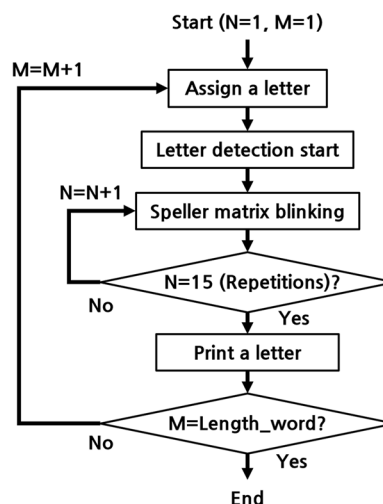 Start (N=1, M=1)
M=M+1
Assign a letter
Letter detection start
N=N+1
Speller matrix blinking
N=15 (Repetitions)?
No
Yes
Print a letter
M=Length_word?
No
Yes
End